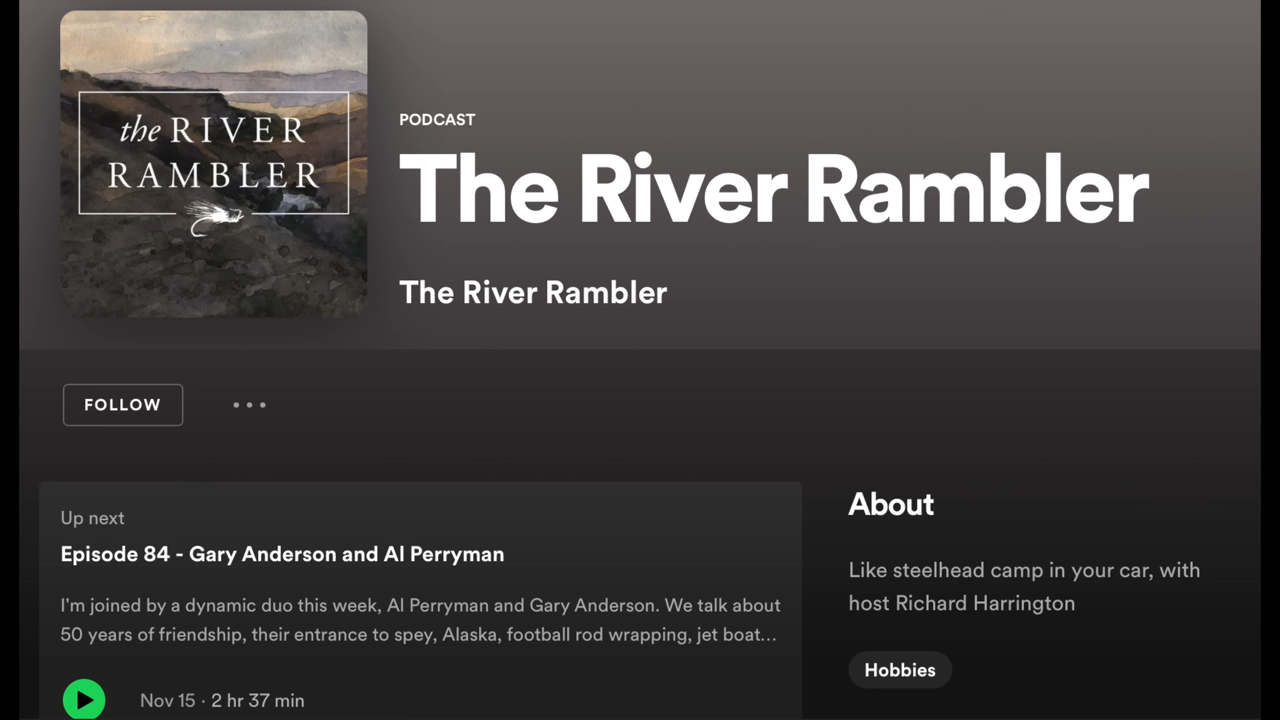 the RIVER
RAMBLER
PODCAST
The River Rambler
The River Rambler
FOLLOW
Up next
Episode 84 - Gary Anderson and Al Perryman
I'm joined by a dynamic duo this week, Al Perryman and Gary Anderson. We talk about
50 years of friendship, their entrance to spey, Alaska, football rod wrapping, jet boat...
Nov 15 · 2 hr 37 min
About
Like steelhead camp in your car, with
host Richard Harrington
Hobbies